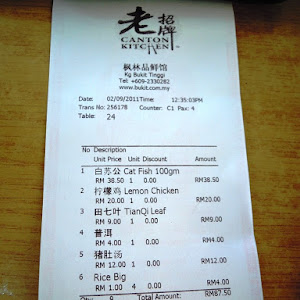 老招牌
CANTON
KITCHEN
枫林品鲜馆
Kg Bukit Tinggi
Tel: +609-2330282
www.bukit.com.my
Date: 02/09/2011 Time: 12:35:03PM
Trans No: 256178 Counter: C1 Pax: 4
Table: 24
No Description
Unit Price Unit Discount Amount
1 白苏公 Cat Fish 100gm
RM 38.50 1 0.00 RM38.50
2 柠檬鸡 Lemon Chicken
RM 20.00 1 0.00 RM20.00
3 田七叶 TianQi Leaf
RM 9.00 1 0.00 RM9.00
4 普洱
RM 4.00 1 0.00 RM4.00
5 猪肚汤
RM 12.00 1 0.00 RM12.00
6 Rice Big
RM 1.00 4 0.00 RM4.00
9 RM87.50